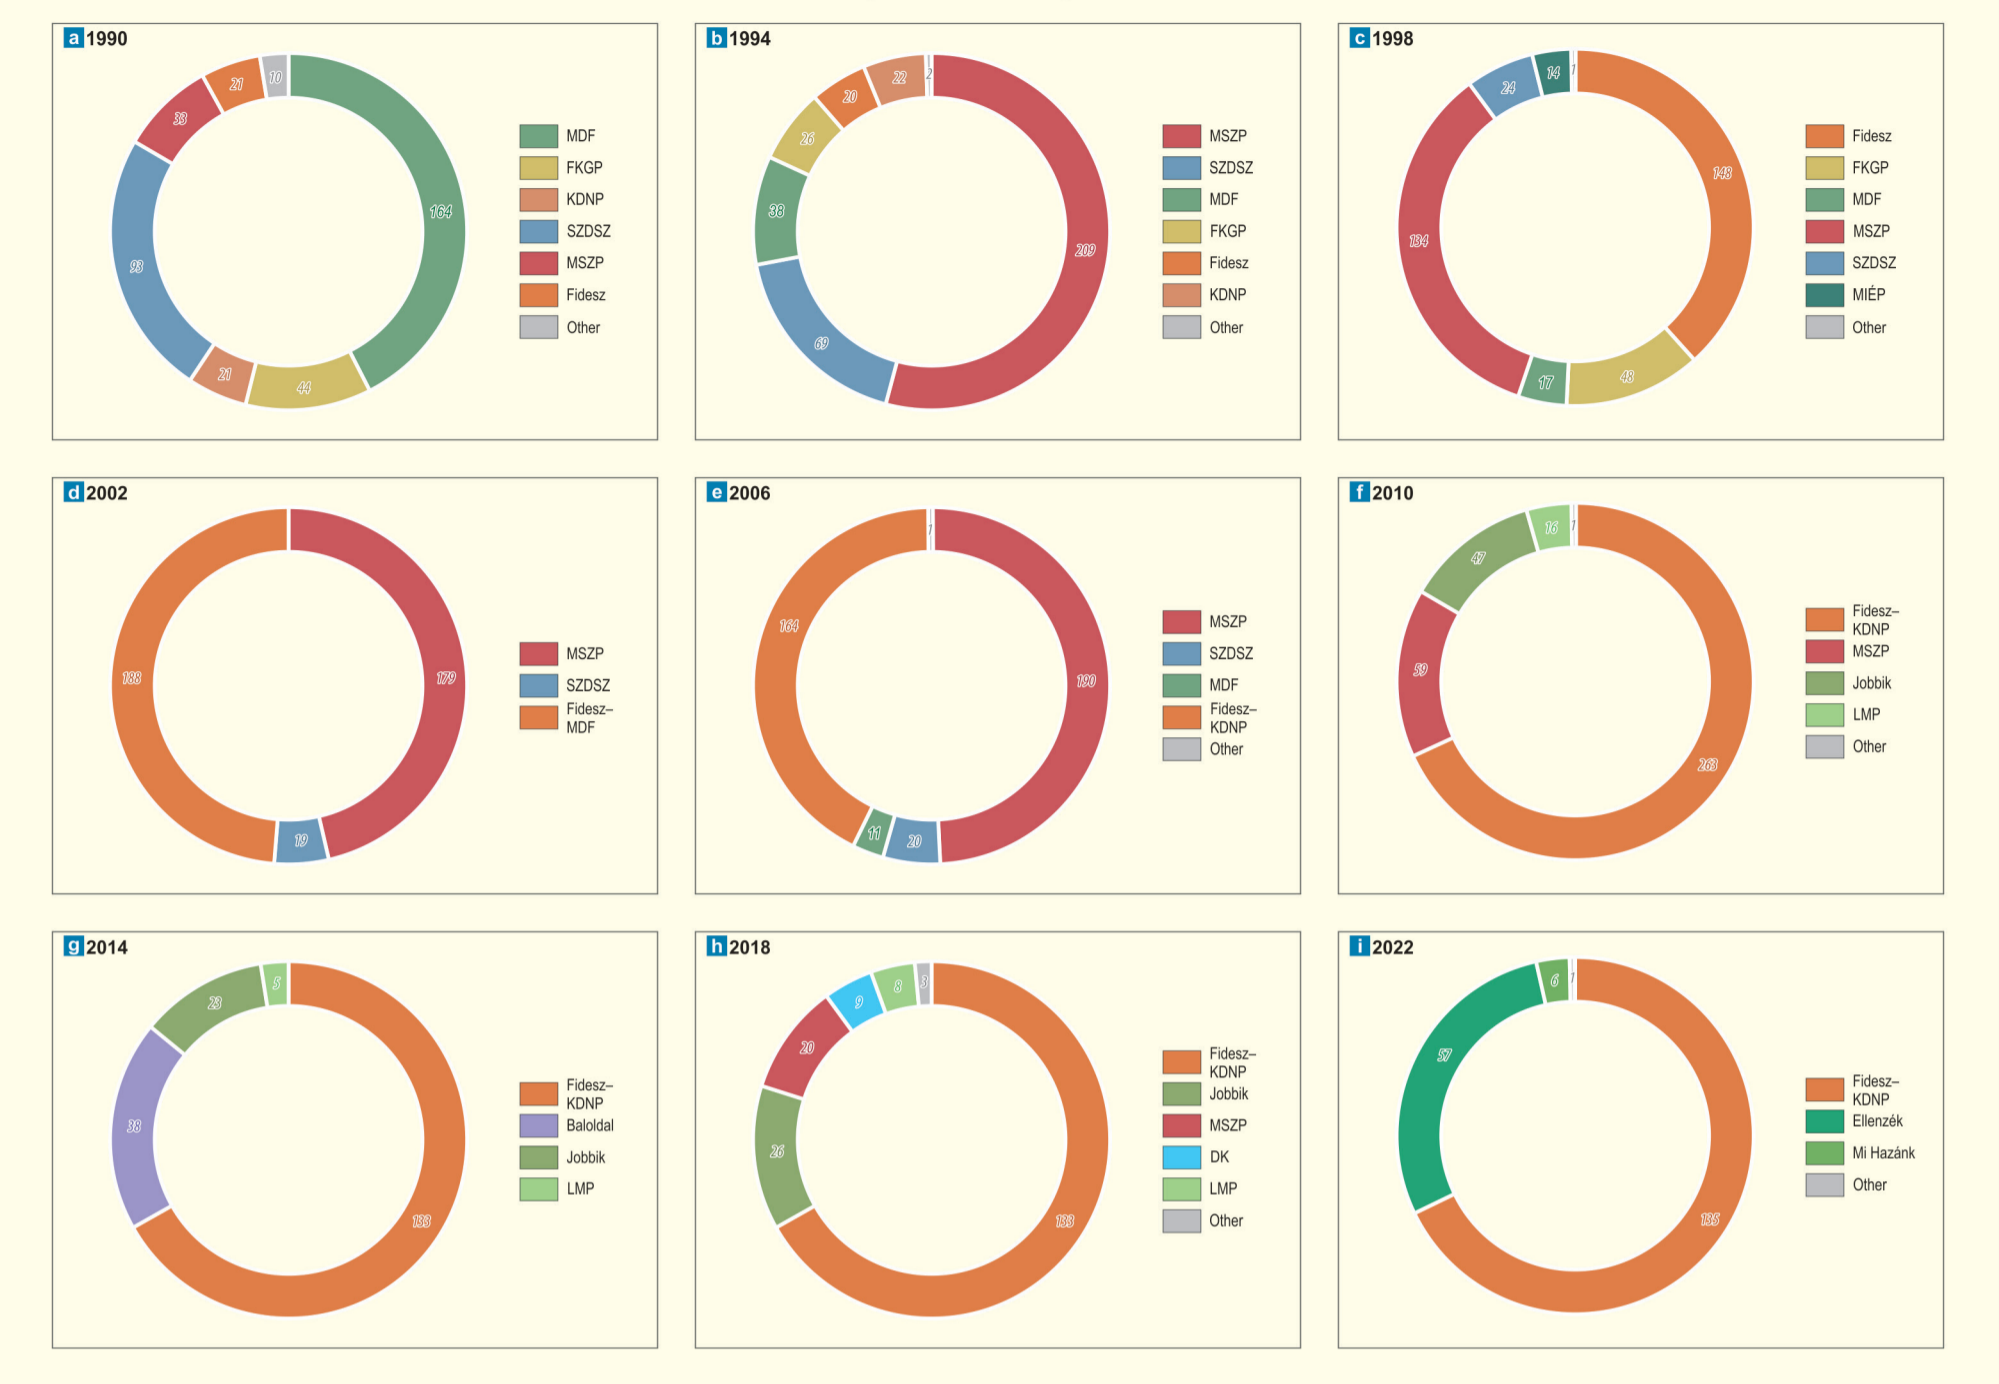 a 1990
10
21
33
164
93
21
44
MDF
FKGP
KDNP
SZDSZ
MSZP
Fidesz
Other
b 1994
2
22
20
26
38
209
69
MSZP
SZDSZ
MDF
FKGP
Fidesz
KDNP
Other
c 1998
1
14
24
148
134
48
17
Fidesz
FKGP
MDF
MSZP
SZDSZ
MIÉP
Other
d 2002
188
179
19
MSZP
SZDSZ
Fidesz–
MDF
e 2006
1
164
190
11
20
MSZP
SZDSZ
MDF
Fidesz–
KDNP
Other
f 2010
1
16
47
59
263
Fidesz–
KDNP
MSZP
Jobbik
LMP
Other
g 2014
5
23
38
133
Fidesz–
KDNP
Baloldal
Jobbik
LMP
h 2018
3
8
9
20
26
133
Fidesz–
KDNP
Jobbik
MSZP
DK
LMP
Other
i 2022
1
6
57
135
Fidesz–
KDNP
Ellenzék
Mi Hazánk
Other